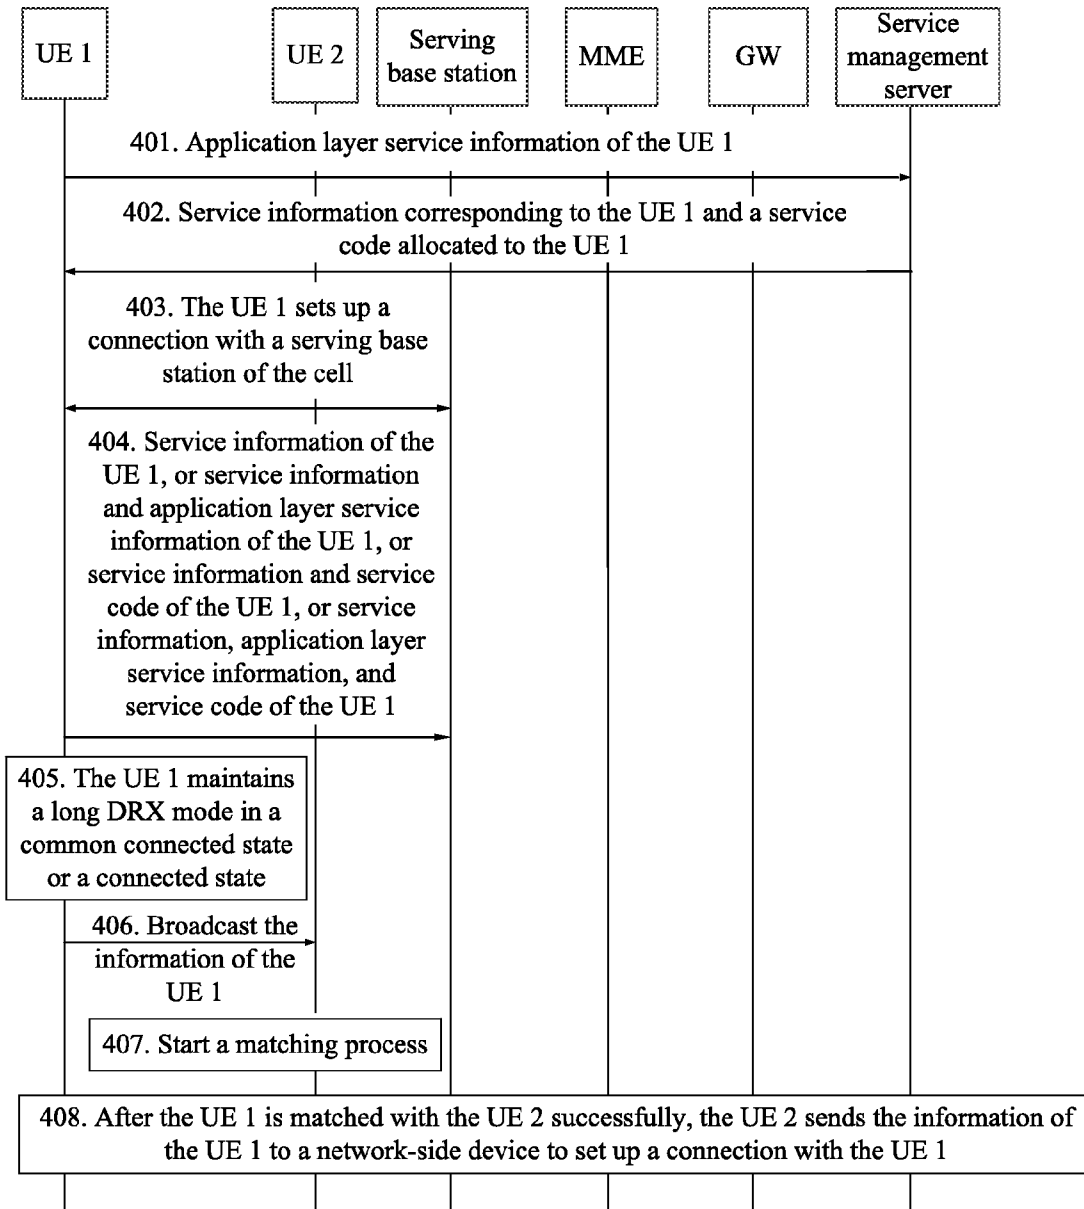 UE 1
UE 2
Serving
base station
MME
GW
Service
management
server
401. Application layer service information of the UE 1
402. Service information corresponding to the UE 1 and a service
code allocated to the UE 1
403. The UE 1 sets up a
connection with a serving base
station of the cell
404. Service information of the
UE 1, or service information
and application layer service
information of the UE 1, or
service information and service
code of the UE 1, or service
information, application layer
service information, and
service code of the UE 1
405. The UE 1 maintains
a long DRX mode in a
common connected state
or a connected state
406. Broadcast the
information of the
UE 1
407. Start a matching process
408. After the UE 1 is matched with the UE 2 successfully, the UE 2 sends the information of
the UE 1 to a network-side device to set up a connection with the UE 1